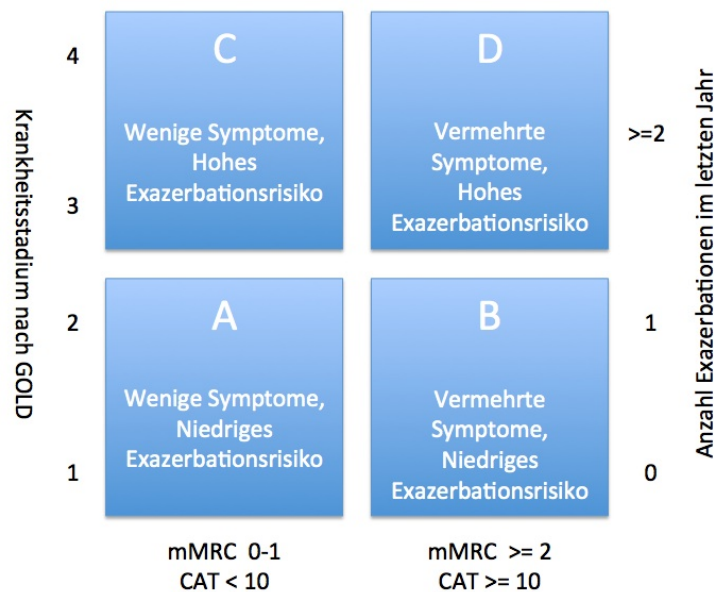 Krankheitsstadium nach GOLD
4
3
2
1
C
Wenige Symptome,
Hohes
Exazerbationsrisiko
D
Vermehrte
Symptome,
Hohes
Exazerbationsrisiko
A
Wenige Symptome,
Niedriges
Exazerbationsrisiko
B
Vermehrte
Symptome,
Niedriges
Exazerbationsrisiko
>=2
1
0
Anzahl Exazerbationen im letzten Jahr
mMRC 0-1
CAT < 10
mMRC >= 2
CAT >= 10